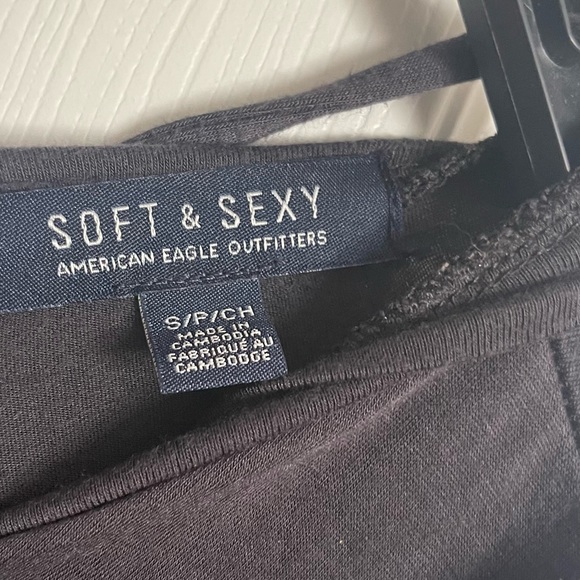 SOFT & SEXY
AMERICAN EAGLE OUTFITTERS
S/P/CH
MADE IN
CAMBODIA
FABRIQUÉ AU
CAMBODGE